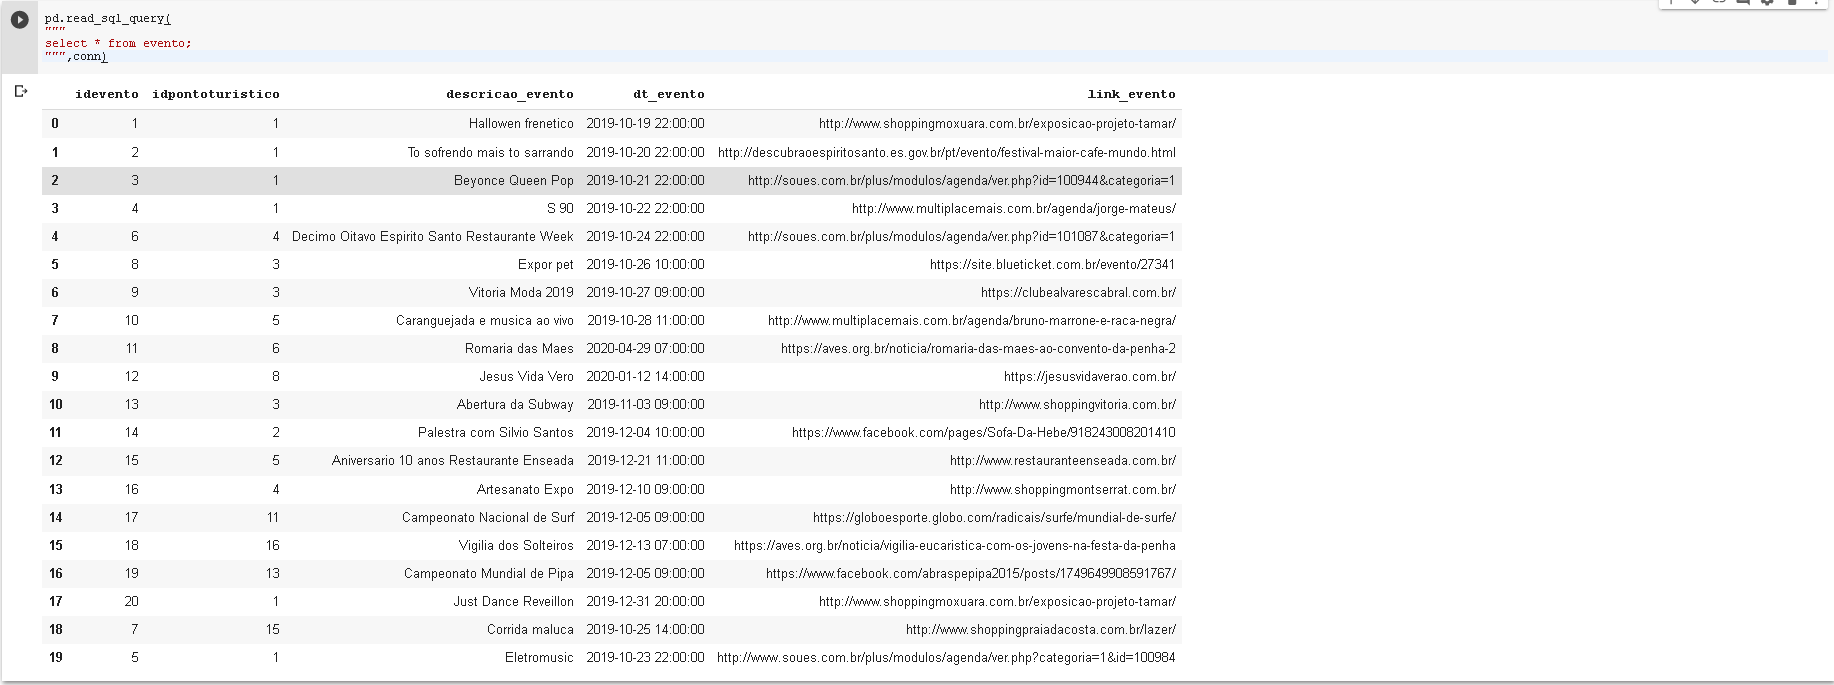 pd.read_sql_query(
"""
select * from evento;
""",conn)
idevento idpontoturistico descricao_evento dt_evento link_evento
0 1 1 Hallowen frenetico 2019-10-19 22:00:00 http://www.shoppingmoxuara.com.br/exposicao-projeto-tamar/
1 2 1 To sofrendo mais to sarrando 2019-10-20 22:00:00 http://descubraoespiritosanto.es.gov.br/pt/evento/festival-maior-cafe-mundo.html
2 3 1 Beyonce Queen Pop 2019-10-21 22:00:00 http://soues.com.br/plus/modulos/agenda/ver.php?id=100944&categoria=1
3 4 1 S 90 2019-10-22 22:00:00 http://www.multiplacemais.com.br/agenda/jorge-mateus/
4 6 4 Decimo Oitavo Espirito Santo Restaurante Week 2019-10-24 22:00:00 http://soues.com.br/plus/modulos/agenda/ver.php?id=101087&categoria=1
5 8 3 Expor pet 2019-10-26 10:00:00 https://site.blueticket.com.br/evento/27341
6 9 3 Vitoria Moda 2019 2019-10-27 09:00:00 https://clubealvarescabral.com.br/
7 10 5 Caranguejada e musica ao vivo 2019-10-28 11:00:00 http://www.multiplacemais.com.br/agenda/bruno-marrone-e-raca-negra/
8 11 6 Romaria das Maes 2020-04-29 07:00:00 https://aves.org.br/noticia/romaria-das-maes-ao-convento-da-penha-2
9 12 8 Jesus Vida Vero 2020-01-12 14:00:00 https://jesusvidaverao.com.br/
10 13 3 Abertura da Subway 2019-11-03 09:00:00 http://www.shoppingvitoria.com.br/
11 14 2 Palestra com Silvio Santos 2019-12-04 10:00:00 https://www.facebook.com/pages/Sofa-Da-Hebe/918243008201410
12 15 5 Aniversario 10 anos Restaurante Enseada 2019-12-21 11:00:00 http://www.restauranteenseada.com.br/
13 16 4 Artesanato Expo 2019-12-10 09:00:00 http://www.shoppingmontserrat.com.br/
14 17 11 Campeonato Nacional de Surf 2019-12-05 09:00:00 https://globoesporte.globo.com/radicais/surfe/mundial-de-surfe/
15 18 16 Vigilia dos Solteiros 2019-12-13 07:00:00 https://aves.org.br/noticia/vigilia-eucaristica-com-os-jovens-na-festa-da-penha
16 19 13 Campeonato Mundial de Pipa 2019-12-05 09:00:00 https://www.facebook.com/abraspepipa2015/posts/1749649908591767/
17 20 1 Just Dance Reveillon 2019-12-31 20:00:00 http://www.shoppingmoxuara.com.br/exposicao-projeto-tamar/
18 7 15 Corrida maluca 2019-10-25 14:00:00 http://www.shoppingpraiadacosta.com.br/lazer/
19 5 1 Eletromusic 2019-10-23 22:00:00 http://www.soues.com.br/plus/modulos/agenda/ver.php?categoria=1&id=100984